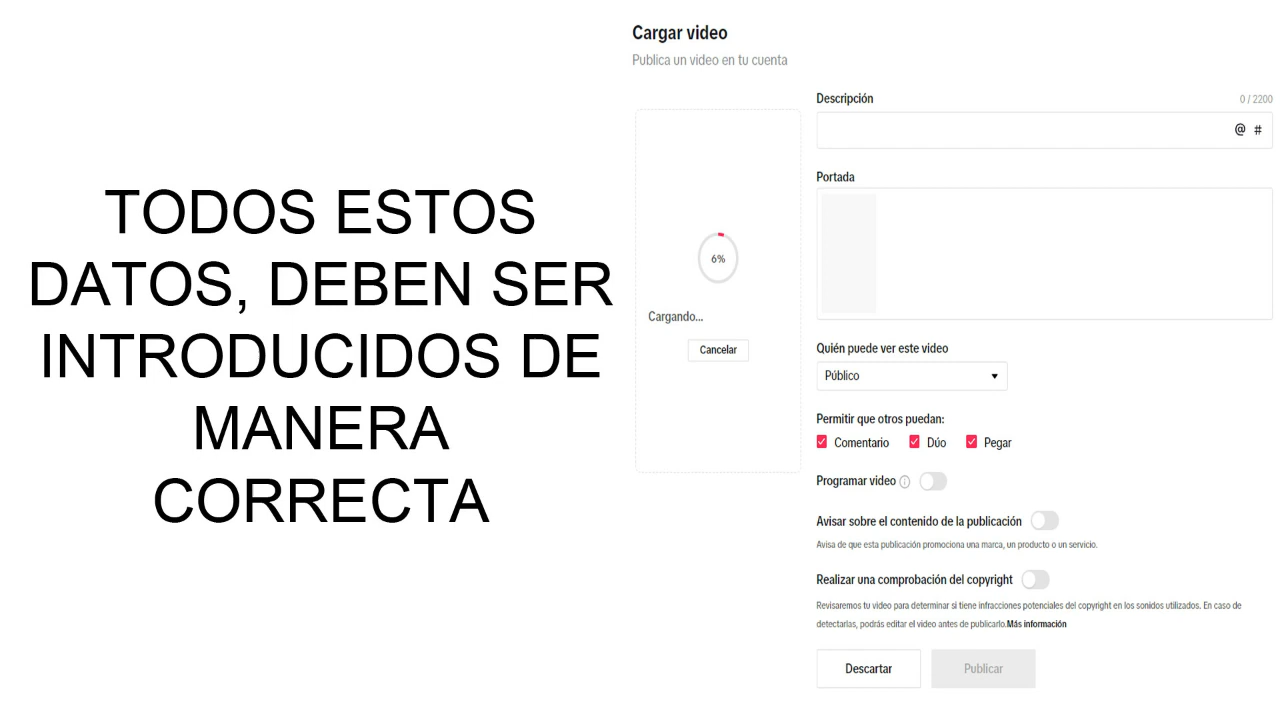 TODOS ESTOS
DATOS, DEBEN SER
INTRODUCIDOS DE
MANERA
CORRECTA
Cargar video
Publica un video en tu cuenta
6%
Cargando...
Cancelar
Descripción
0 / 2200
@ #
Portada
Quién puede ver este video
Público
Permitir que otros puedan:
Comentario Dúo Pegar
Programar video
Avisar sobre el contenido de la publicación
Avisa de que esta publicación promociona una marca, un producto o un servicio.
Realizar una comprobación del copyright
Revisaremos tu video para determinar si tiene infracciones potenciales del copyright en los sonidos utilizados. En caso de
detectarlas, podrás editar el video antes de publicarlo.Más información
Descartar Publicar